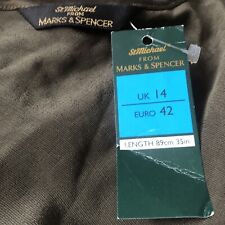 St Michael
FROM
MARKS & SPENCER
St Michael
FROM
MARKS & SPENCER
UK 14
EURO 42
LENGTH 89cm 35in